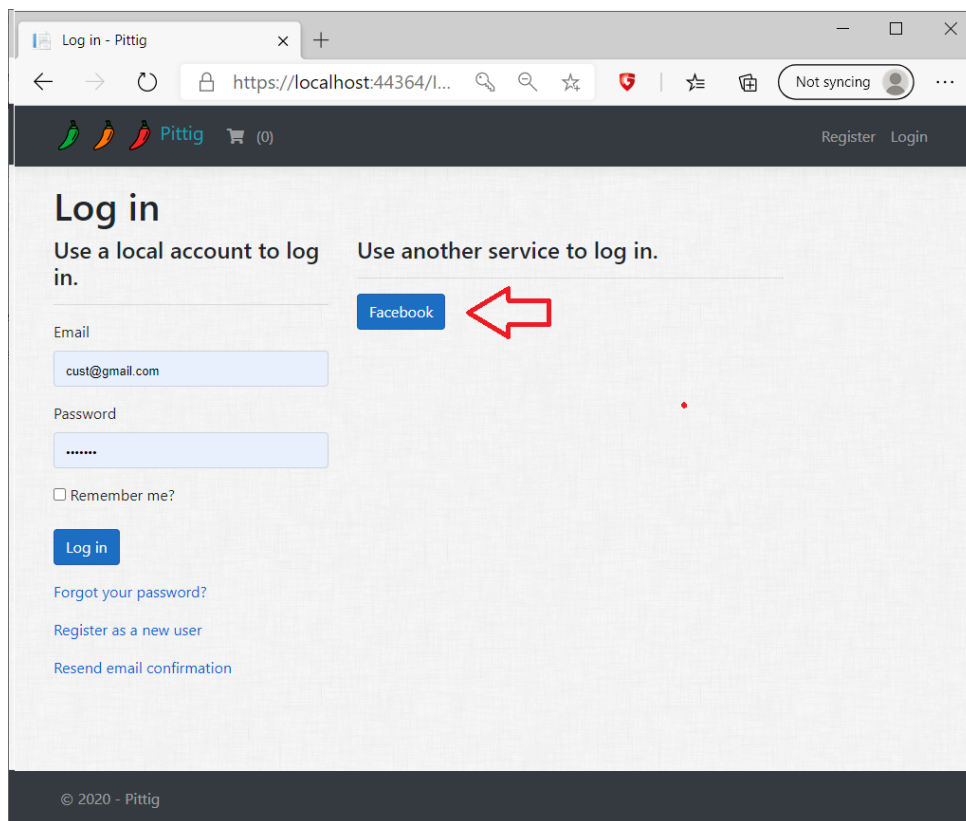 Log in - Pittig
https://localhost:44364/I...
Not syncing
Pittig (0)
Register Login
Log in
Use a local account to log
in.
Email
cust@gmail.com
Password
•••••••
Remember me?
Log in
Forgot your password?
Register as a new user
Resend email confirmation
Use another service to log in.
Facebook
© 2020 - Pittig